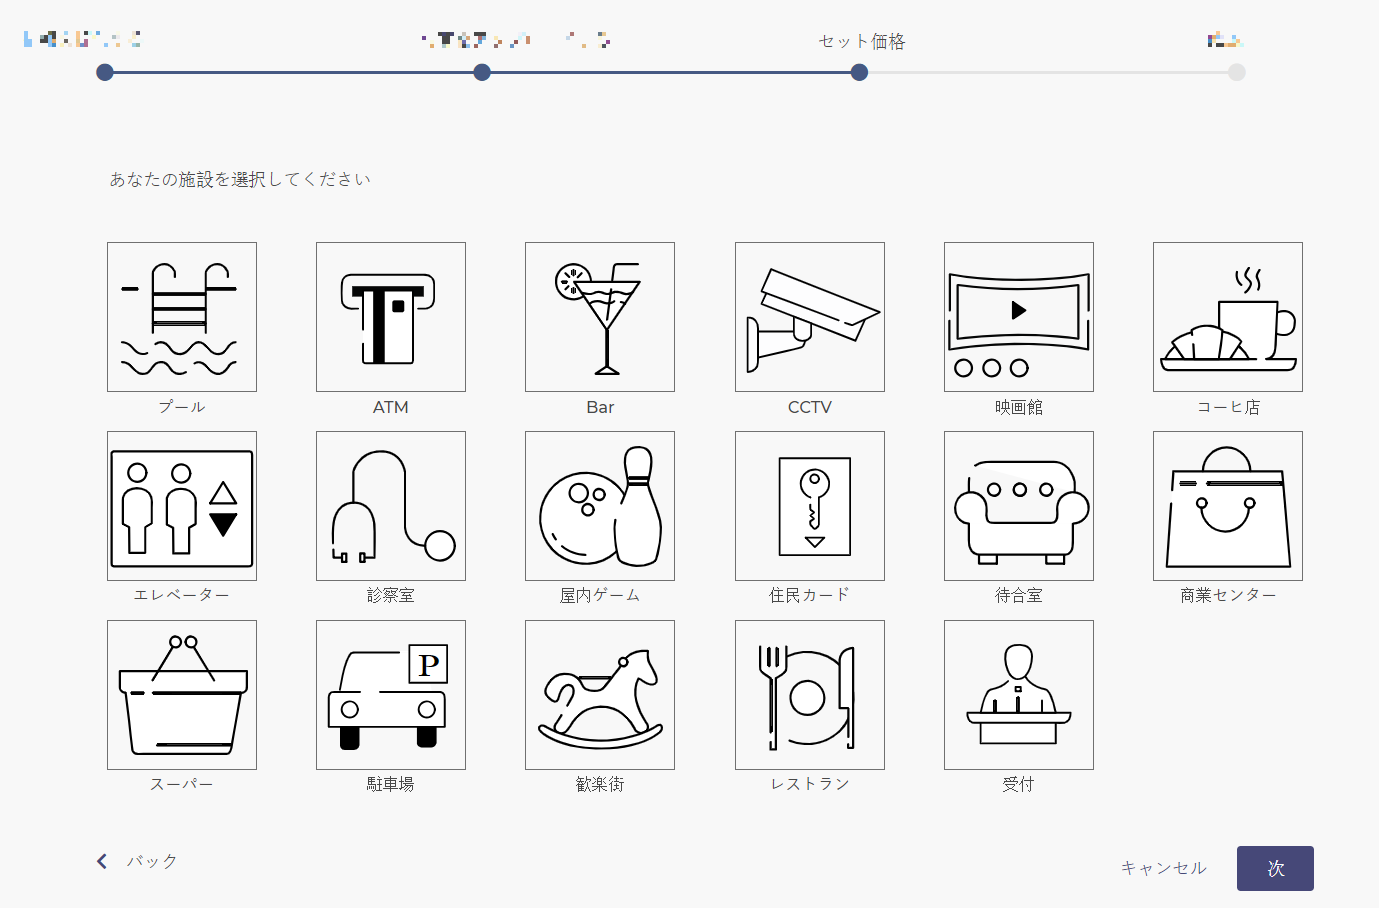 セット価格
あなたの施設を選択してください
プール
ATM
Bar
CCTV
映画館
コーヒ店
エレベーター
診察室
屋内ゲーム
住民カード
待合室
商業センター
P
スーパー
駐車場
歓楽街
レストラン
受付
バック
キャンセル
次